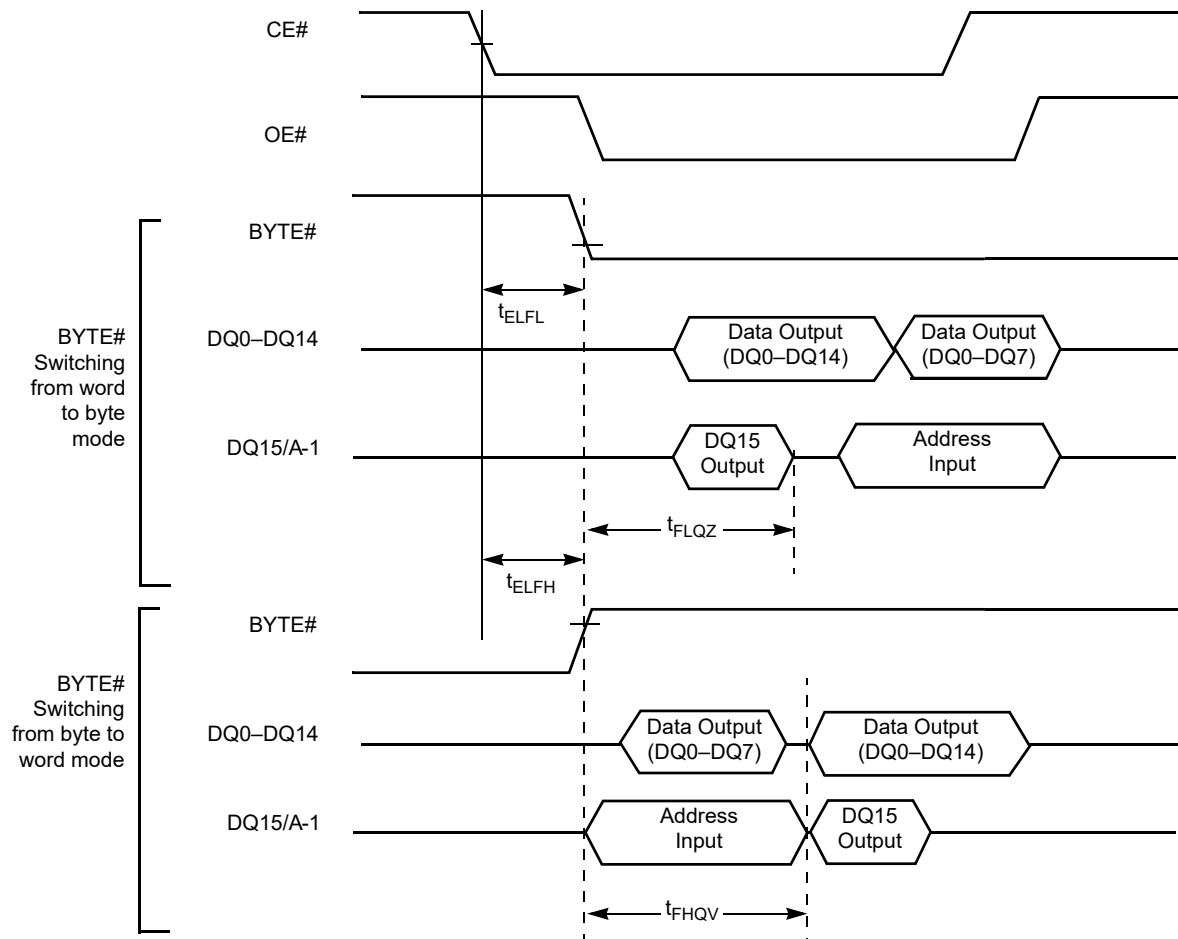 CE#
OE#
BYTE#
tELFL
BYTE#
Switching
from word
to byte
mode
DQ0–DQ14
Data Output
(DQ0–DQ14)
Data Output
(DQ0–DQ7)
DQ15/A-1
DQ15
Output
Address
Input
tFLQZ
tELFH
BYTE#
BYTE#
Switching
from byte to
word mode
DQ0–DQ14
Data Output
(DQ0–DQ7)
Data Output
(DQ0–DQ14)
DQ15/A-1
Address
Input
DQ15
Output
tFHQV